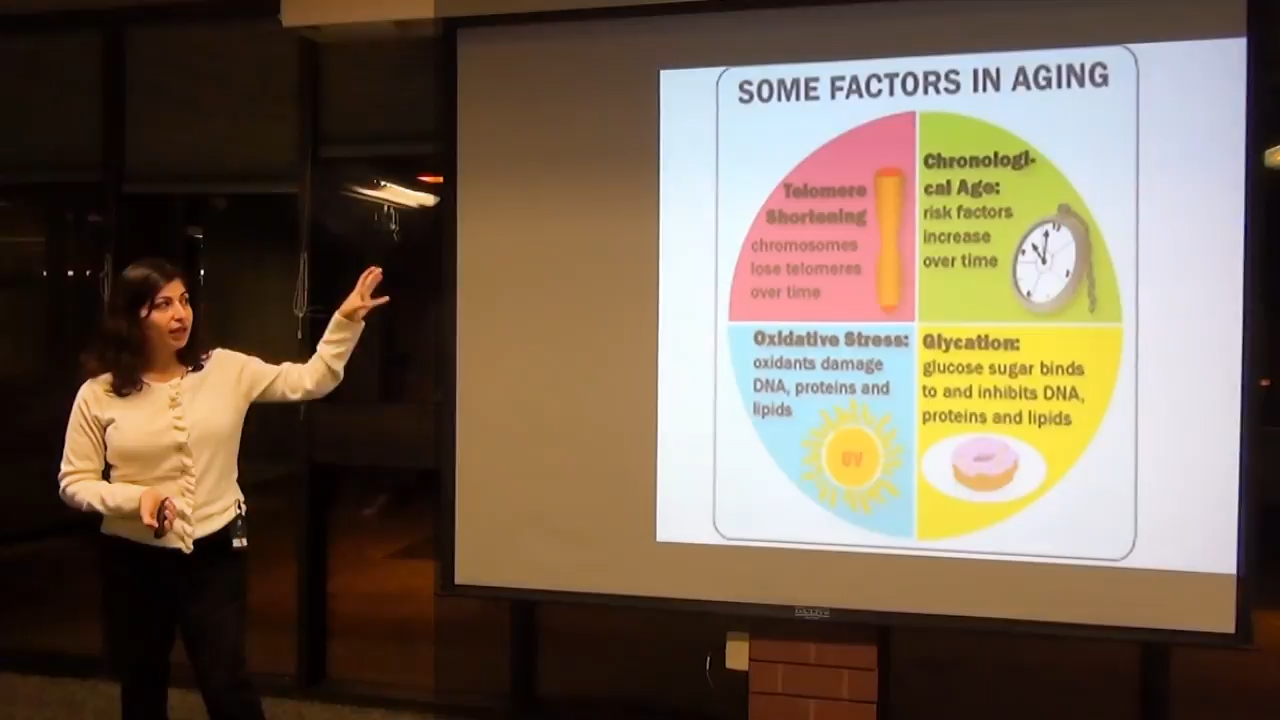 SOME FACTORS IN AGING
Telomere
Shortening
chromosomes
lose telomeres
over time
Chronologi-
cal Age:
risk factors
increase
over time
Oxidative Stress:
oxidants damage
DNA, proteins and
lipids
UV
Glycation:
glucose sugar binds
to and inhibits DNA,
proteins and lipids